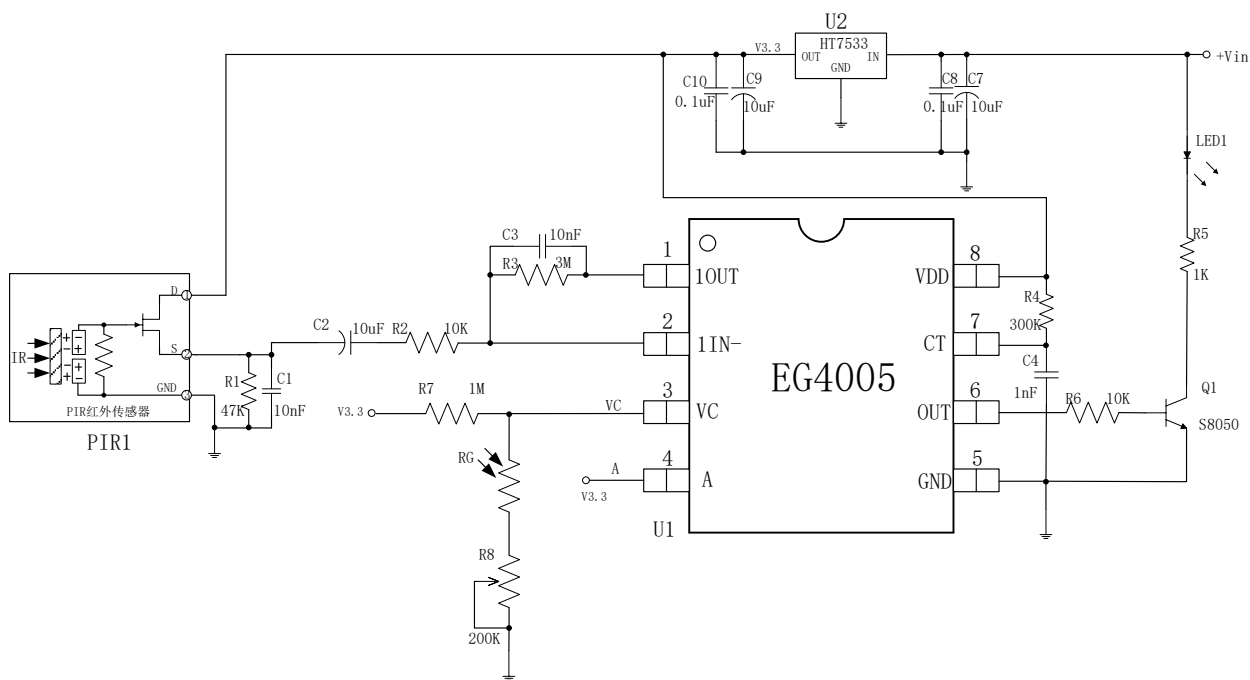 U2
HT7533
V3.3
OUT
IN
GND
+Vin
C10
0.1uF
C9
10uF
C8
0.1uF
C7
10uF
LED1
R5
1K
C3
10nF
R3
3M
1
1OUT
8
VDD
R4
300K
D
1
IR
S
2
GND
3
PIR红外传感器
PIR1
R1
47K
C1
10nF
C2
10uF
R2
10K
2
1IN-
7
CT
C4
1nF
EG4005
R7
1M
V3.3
VC
3
VC
6
OUT
R6
10K
Q1
S8050
RG
A
V3.3
4
A
5
GND
U1
R8
200K